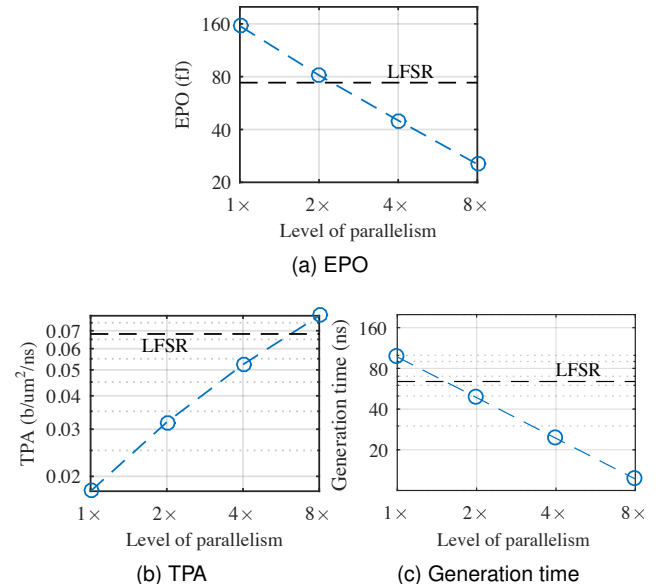 160
80
40
20
EPO (fJ)
LFSR
1× 2× 4× 8×
Level of parallelism
(a) EPO
0.07
0.06
0.05
0.04
0.03
0.02
TPA (b/um²/ns)
LFSR
1× 2× 4× 8×
Level of parallelism
(b) TPA
160
80
40
20
Generation time (ns)
LFSR
1× 2× 4× 8×
Level of parallelism
(c) Generation time